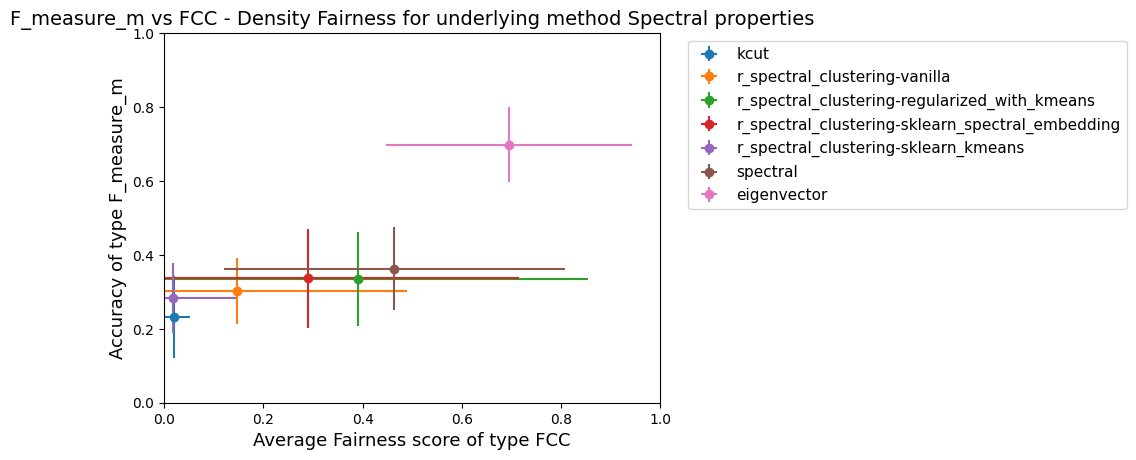 F_measure_m vs FCC - Density Fairness for underlying method Spectral properties
Accuracy of type F_measure_m
1.0
0.8
0.6
0.4
0.2
0.0
0.0 0.2 0.4 0.6 0.8 1.0
Average Fairness score of type FCC
kcut
r_spectral_clustering-vanilla
r_spectral_clustering-regularized_with_kmeans
r_spectral_clustering-sklearn_spectral_embedding
r_spectral_clustering-sklearn_kmeans
spectral
eigenvector